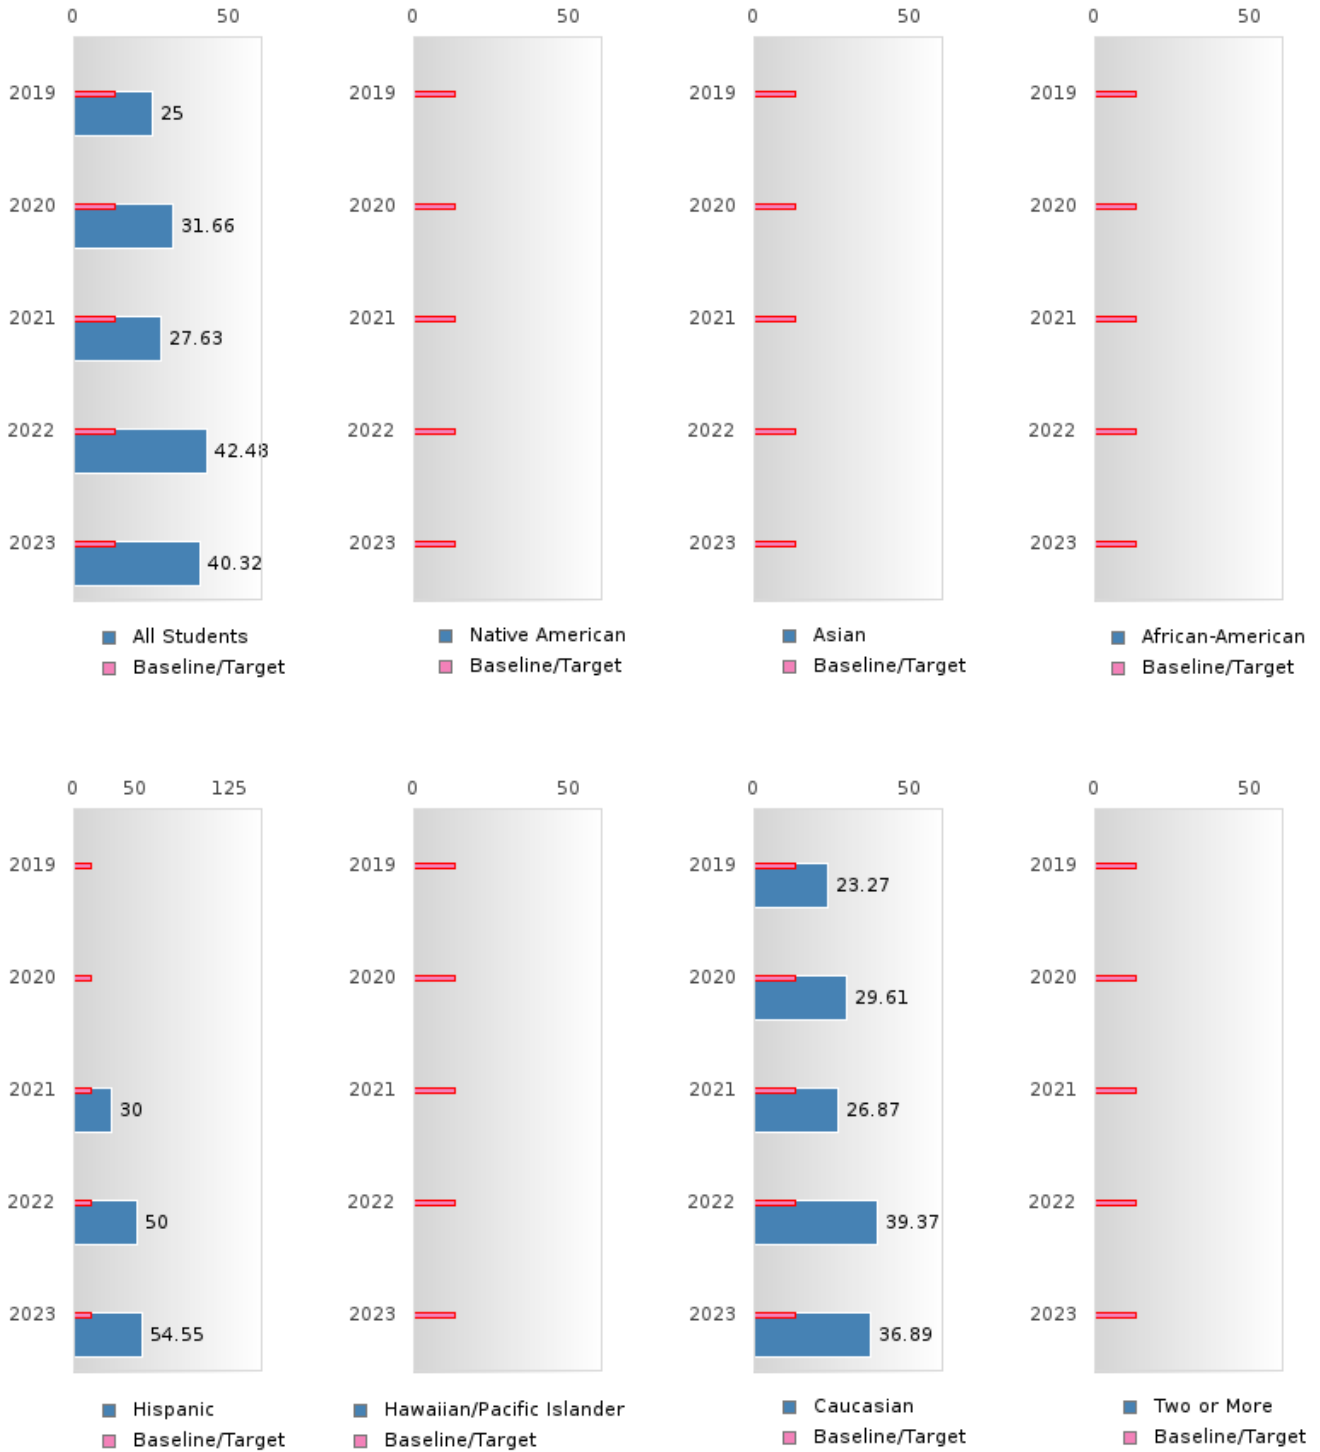 0 50 0 50 0 50 0 50
2019 25 2019 2019 2019
2020 31.66 2020 2020 2020
2021 27.63 2021 2021 2021
2022 42.48 2022 2022 2022
2023 40.32 2023 2023 2023
All Students Native American Asian African-American
Baseline/Target Baseline/Target Baseline/Target Baseline/Target
0 50 125 0 50 0 50 0 50
2019 2019 2019 23.27 2019
2020 2020 2020 29.61 2020
2021 30 2021 2021 26.87 2021
2022 50 2022 2022 39.37 2022
2023 54.55 2023 2023 36.89 2023
Hispanic Hawaiian/Pacific Islander Caucasian Two or More
Baseline/Target Baseline/Target Baseline/Target Baseline/Target